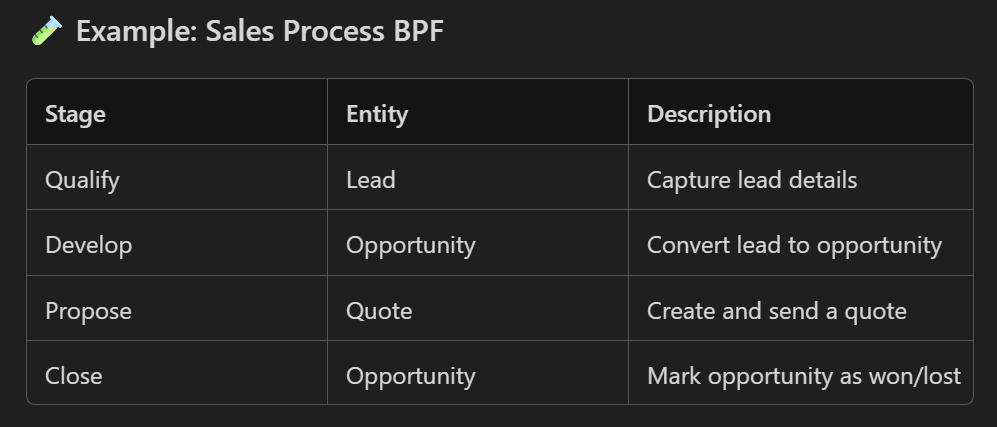 Example: Sales Process BPF
Stage Entity Description
Qualify Lead Capture lead details
Develop Opportunity Convert lead to opportunity
Propose Quote Create and send a quote
Close Opportunity Mark opportunity as won/lost